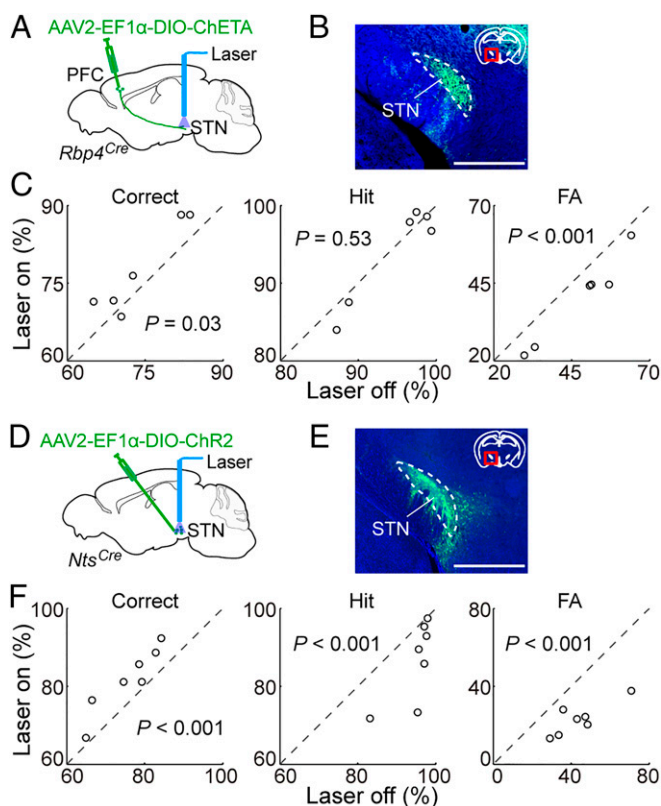 A
AAV2-EF1α-DIO-ChETA
Laser
PFC
STN
Rbp4Cre
B
STN
C
Correct
Hit
FA
Laser on (%)
90
75
60
P = 0.03
60
75
90
100
90
80
P = 0.53
80
90
100
70
45
20
P < 0.001
20
45
70
Laser off (%)
D
AAV2-EF1α-DIO-ChR2
Laser
STN
NtsCre
E
STN
F
Correct
Hit
FA
Laser on (%)
100
80
60
P < 0.001
60
80
100
100
80
60
P < 0.001
60
80
100
80
40
0
P < 0.001
0
40
80
Laser off (%)